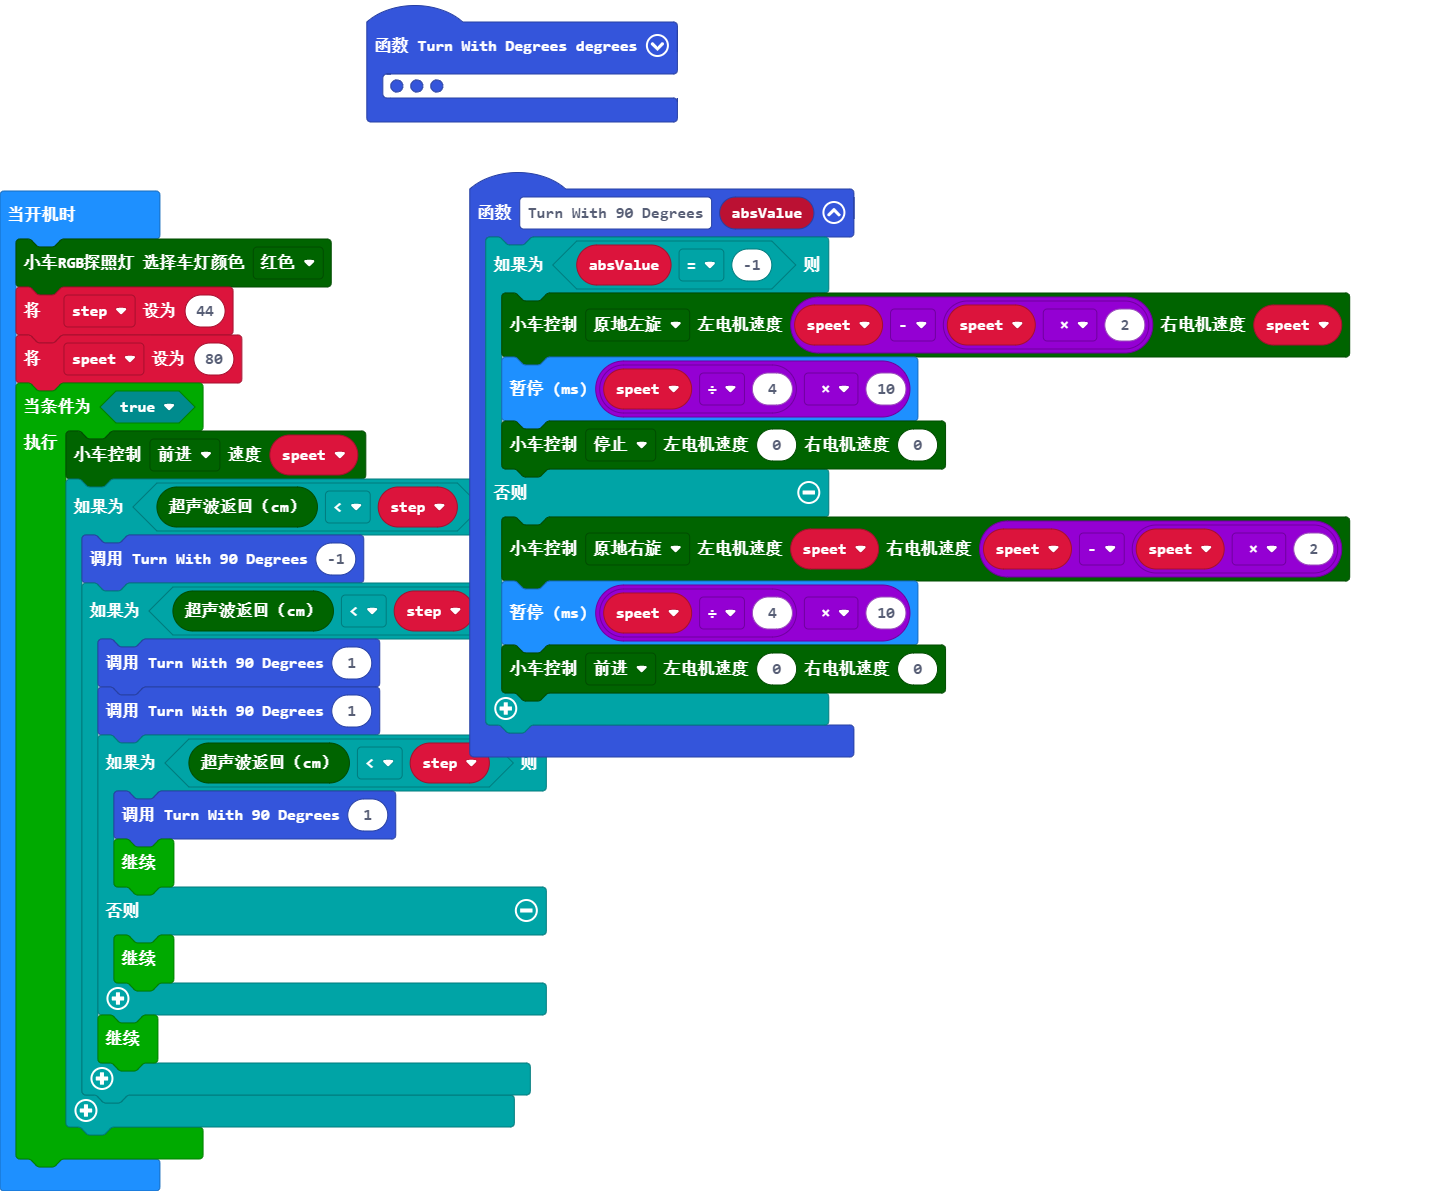 函数 Turn With Degrees degrees
当开机时
小车RGB探照灯 选择车灯颜色 红色
将 step 设为 44
将 speet 设为 80
当条件为 true
执行 小车控制 前进 速度 speet
如果为 超声波返回（cm） < step
调用 Turn With 90 Degrees -1
如果为 超声波返回（cm） < step
调用 Turn With 90 Degrees 1
调用 Turn With 90 Degrees 1
如果为 超声波返回（cm） < step 则
调用 Turn With 90 Degrees 1
继续
否则
继续
继续
函数 Turn With 90 Degrees absValue
如果为 absValue = -1 则
小车控制 原地左旋 左电机速度 speet - speet × 2 右电机速度 speet
暂停 (ms) speet ÷ 4 × 10
小车控制 停止 左电机速度 0 右电机速度 0
否则
小车控制 原地右旋 左电机速度 speet 右电机速度 speet - speet × 2
暂停 (ms) speet ÷ 4 × 10
小车控制 前进 左电机速度 0 右电机速度 0